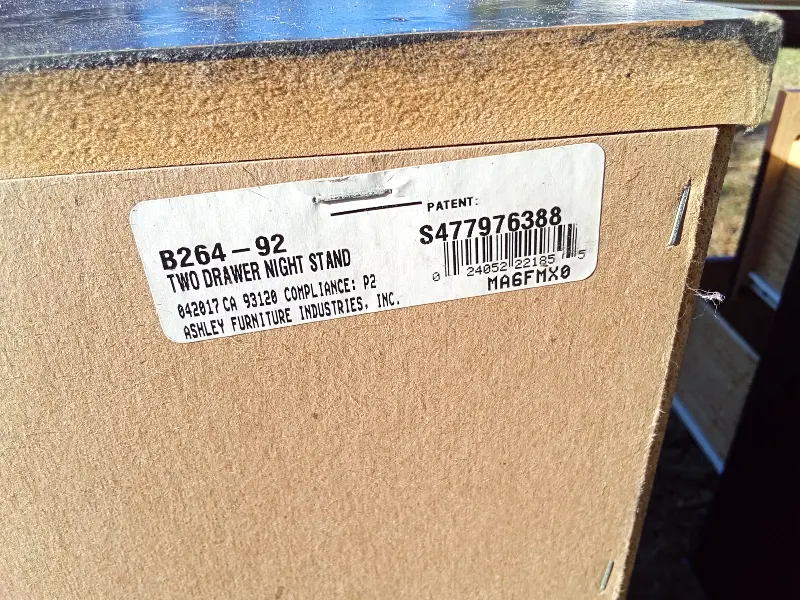 PATENT:
B264-92
TWO DRAWER NIGHT STAND
042017 CA 93120 COMPLIANCE: P2
ASHLEY FURNITURE INDUSTRIES, INC.
S477976388
0 24052 22185 5
MA6FMX0